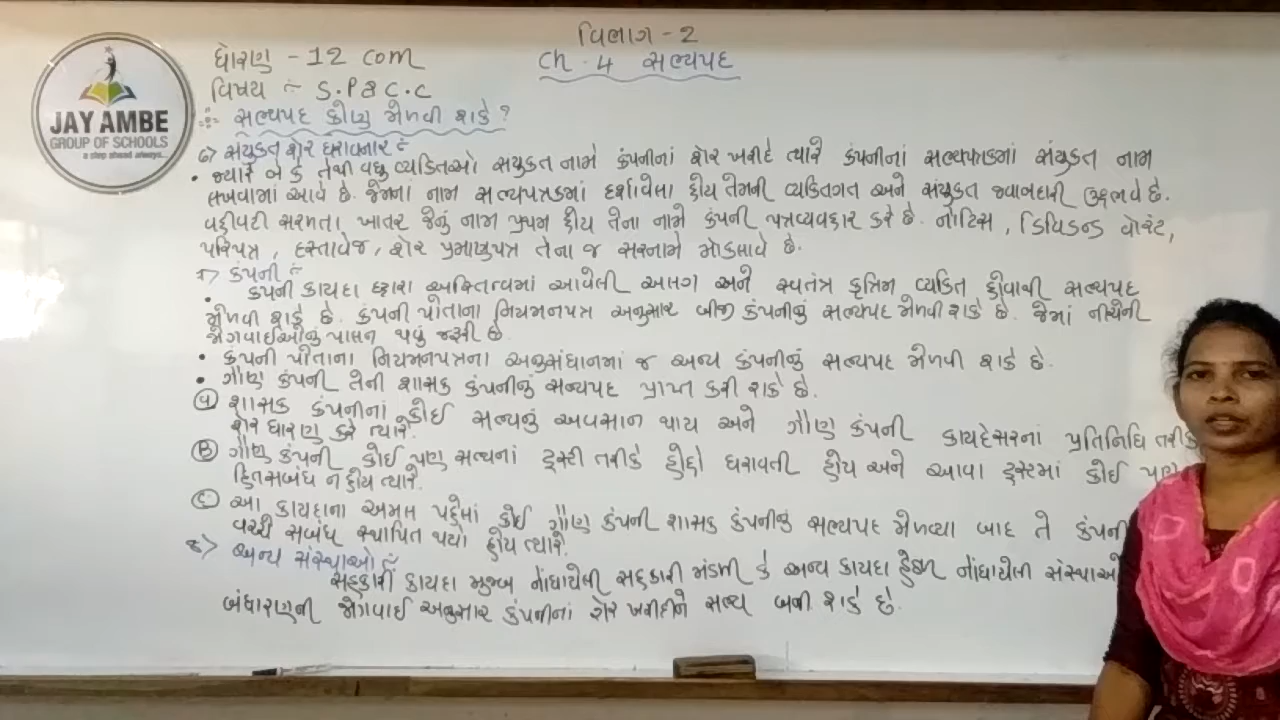 વિભાગ - 2
ધોરણ - 12 com
Ch. 4 સભ્યપદ
વિષય - S.P & C.C
સભ્યપદ કોણ મેળવી શકે ?
JAY AMBE
GROUP OF SCHOOLS
a step ahead always...
સંયુક્ત શેર ધરાવનાર :-
• જ્યારે બે કે તેથી વધુ વ્યક્તિઓ સંયુક્ત નામે કંપનીનાં શેર ખરીદે ત્યારે કંપનીનાં સભ્યપત્રકમાં સંયુક્ત નામ
લખવામાં આવે છે. જેમનાં નામ સભ્યપત્રકમાં દર્શાવેલા હોય તેમની વ્યક્તિગત અને સંયુક્ત જવાબદારી ઉદ્દભવે છે.
વહીવટી સરળતા ખાતર જેનું નામ પ્રથમ હોય તેના નામે કંપની પત્રવ્યવહાર કરે છે. નોટિસ, ડિવિડન્ડ વોરંટ,
પરિપત્ર, દસ્તાવેજ, શેર પ્રમાણપત્ર તેના જ સરનામે મોકલાવે છે.
કંપની :-
• કંપની કાયદા દ્વારા અસ્તિત્વમાં આવેલી અલગ અને સ્વતંત્ર કૃત્રિમ વ્યક્તિ હોવાથી સભ્યપદ
મેળવી શકે છે. કંપની પોતાના નિયમનપત્ર અનુસાર બીજી કંપનીનું સભ્યપદ મેળવી શકે છે. જેમાં નીચેની
જોગવાઈઓનું પાલન થવું જરૂરી છે.
• કંપની પોતાના નિયમનપત્રના અનુસંધાનમાં જ અન્ય કંપનીનું સભ્યપદ મેળવી શકે છે.
• ગૌણ કંપની તેની શાસક કંપનીનું સભ્યપદ પ્રાપ્ત કરી શકે છે.
Ⓐ શાસક કંપનીનાં કોઈ સભ્યનું અવસાન થાય અને ગૌણ કંપની કાયદેસરનાં પ્રતિનિધિ તરીકે
શેર ધારણ કરે ત્યારે.
Ⓑ ગૌણ કંપની કોઈ પણ સભ્યનાં ટ્રસ્ટી તરીકે હોદ્દો ધરાવતી હોય અને આવા ટ્રસ્ટમાં કોઈ પણ
હિતસબંધ ન હોય ત્યારે.
Ⓒ આ કાયદાના અમલ પહેલાં કોઈ ગૌણ કંપની શાસક કંપનીનું સભ્યપદ મેળવ્યા બાદ તે કંપની
વચ્ચે સબંધ સ્થાપિત થયો હોય ત્યારે.
અન્ય સંસ્થાઓ :-
સહકારી કાયદા મુજબ નોંધાયેલી સહકારી મંડળી કે અન્ય કાયદા હેઠળ નોંધાયેલી સંસ્થાઓ
બંધારણની જોગવાઈ અનુસાર કંપનીનાં શેર ખરીદીને સભ્ય બની શકે છે.